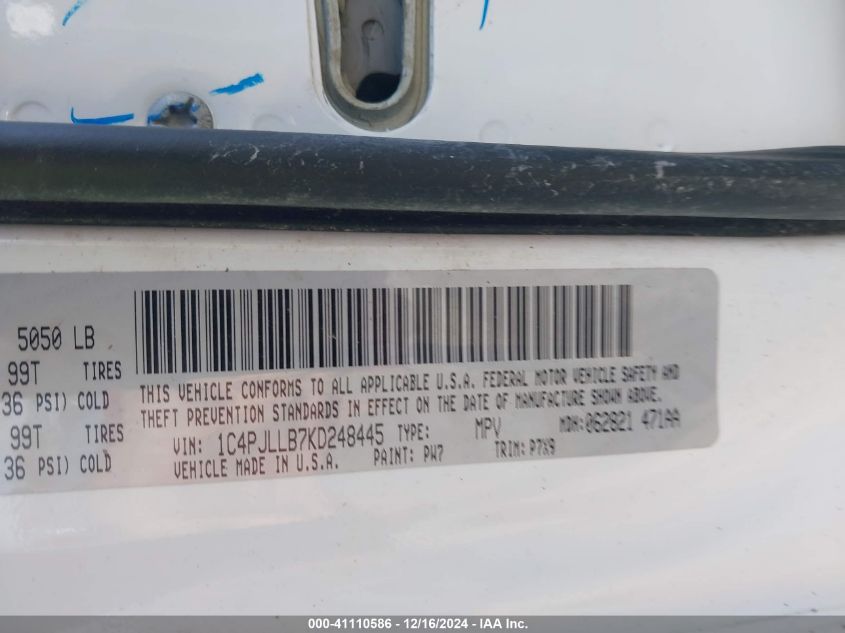 5050 LB
99T TIRES
36 PSI) COLD
99T TIRES
36 PSI) COLD
THIS VEHICLE CONFORMS TO ALL APPLICABLE U.S.A. FEDERAL MOTOR VEHICLE SAFETY AND
THEFT PREVENTION STANDARDS IN EFFECT ON THE DATE OF MANUFACTURE SHOWN ABOVE.
VIN: 1C4PJLLB7KD248445 TYPE: MPV MDH:062821 471AA
VEHICLE MADE IN U.S.A. PAINT: PW7 TRIM: P7X9
000-41110586 - 12/16/2024 - IAA Inc.